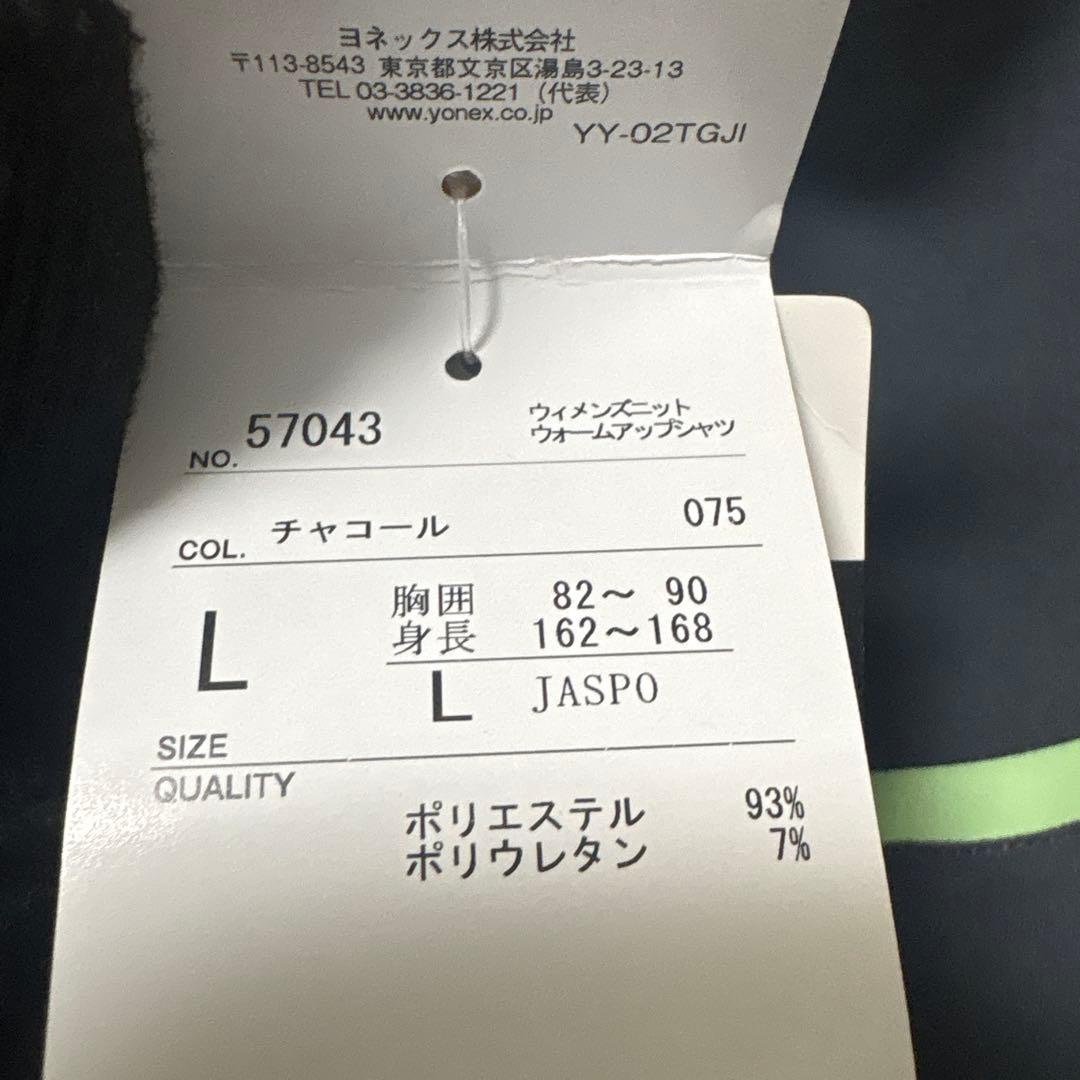 ヨネックス株式会社
〒113-8543 東京都文京区湯島3-23-13
TEL 03-3836-1221 (代表)
www.yonex.co.jp
YY-02TGJI
NO. 57043 ウィメンズニット
ウォームアップシャツ
COL. チャコール 075
L 胸囲 82～ 90
身長 162～168
L JASPO
SIZE
QUALITY
ポリエステル 93%
ポリウレタン 7%